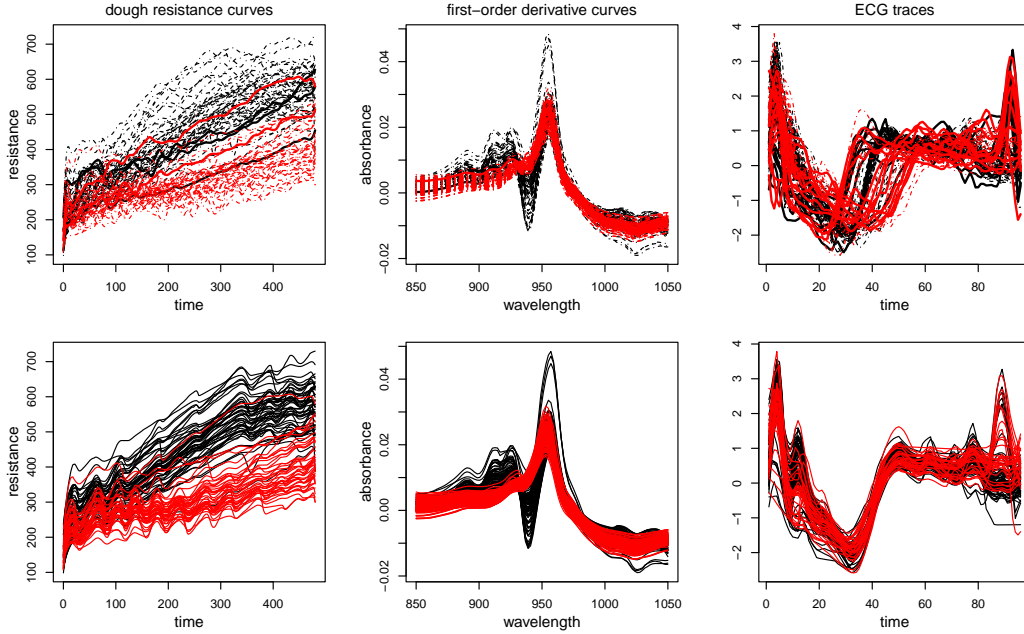 dough resistance curves
first−order derivative curves
ECG traces
resistance
100 200 300 400 500 600 700
0 100 200 300 400
time
absorbance
−0.02 0.00 0.02 0.04
850 900 950 1000 1050
wavelength
−2 −1 0 1 2 3 4
0 20 40 60 80
time
resistance
100 200 300 400 500 600 700
0 100 200 300 400
time
absorbance
−0.02 0.00 0.02 0.04
850 900 950 1000 1050
wavelength
−2 −1 0 1 2 3 4
0 20 40 60 80
time